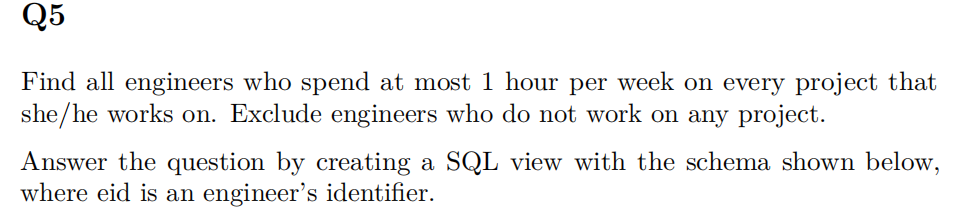 Q5
Find all engineers who spend at most 1 hour per week on every project that
she/he works on. Exclude engineers who do not work on any project.
Answer the question by creating a SQL view with the schema shown below,
where eid is an engineer's identifier.